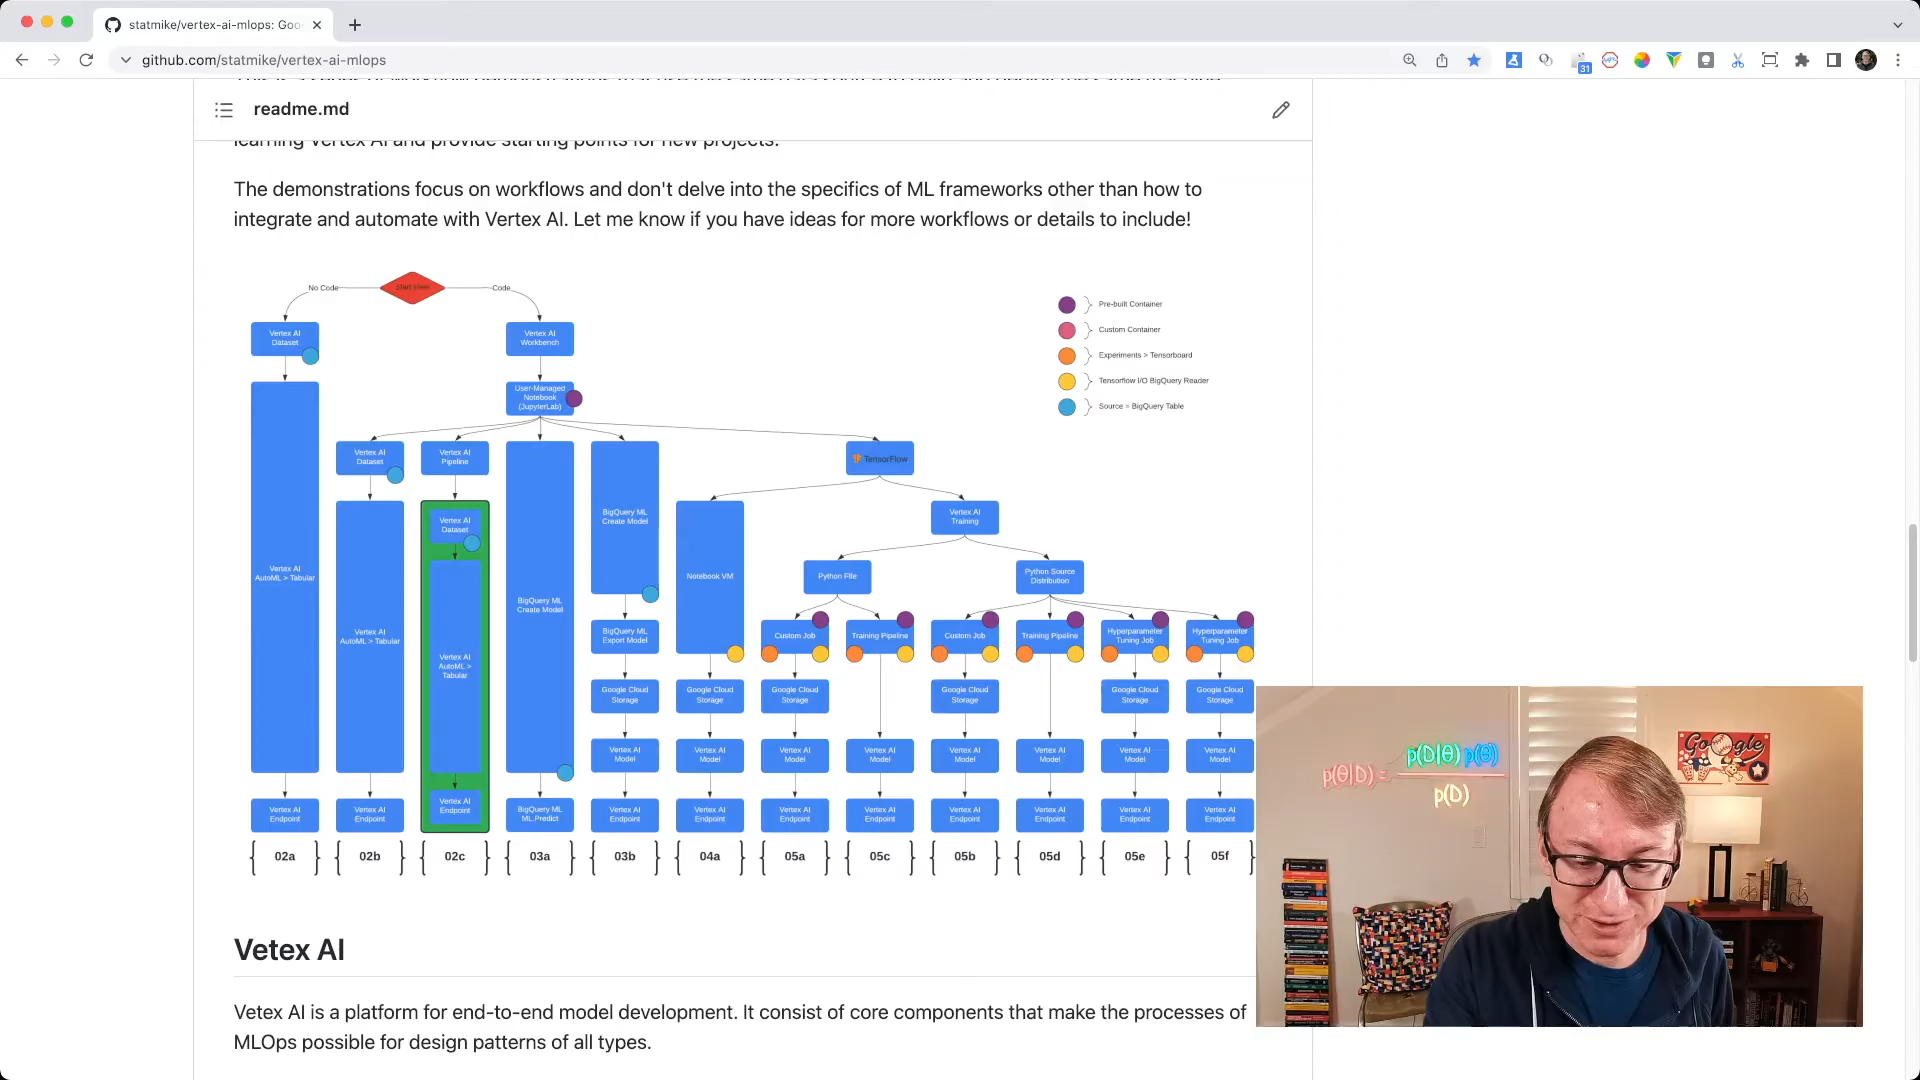 statmike/vertex-ai-mlops: Goo
github.com/statmike/vertex-ai-mlops
31
readme.md
learning Vertex AI and provide starting points for new projects.
The demonstrations focus on workflows and don't delve into the specifics of ML frameworks other than how to
integrate and automate with Vertex AI. Let me know if you have ideas for more workflows or details to include!
No Code
Start Here
Code
Vertex AI
Dataset
Vertex AI
Workbench
User-Managed
Notebook
(JupyterLab)
Pre-built Container
Custom Container
Experiments > Tensorboard
Tensorflow I/O BigQuery Reader
Source = BigQuery Table
Vertex AI
Dataset
Vertex AI
Pipeline
TensorFlow
Vertex AI
Dataset
BigQuery ML
Create Model
Vertex AI
Training
Vertex AI
AutoML > Tabular
Notebook VM
Python File
Python Source
Distribution
BigQuery ML
Create Model
Vertex AI
AutoML > Tabular
Vertex AI
AutoML >
Tabular
BigQuery ML
Export Model
Custom Job
Training Pipeline
Custom Job
Training Pipeline
Hyperparameter
Tuning Job
Hyperparameter
Tuning Job
Google Cloud
Storage
Google Cloud
Storage
Google Cloud
Storage
Google Cloud
Storage
Google Cloud
Storage
Google Cloud
Storage
Vertex AI
Model
Vertex AI
Model
Vertex AI
Model
Vertex AI
Model
Vertex AI
Model
Vertex AI
Model
Vertex AI
Model
Vertex AI
Model
Vertex AI
Endpoint
Vertex AI
Endpoint
Vertex AI
Endpoint
BigQuery ML
ML.Predict
Vertex AI
Endpoint
Vertex AI
Endpoint
Vertex AI
Endpoint
Vertex AI
Endpoint
Vertex AI
Endpoint
Vertex AI
Endpoint
Vertex AI
Endpoint
Vertex AI
Endpoint
02a 02b 02c 03a 03b 04a 05a 05c 05b 05d 05e 05f
Google
p(θ|D) = p(D|θ) p(θ)
p(D)
Vetex AI
Vetex AI is a platform for end-to-end model development. It consist of core components that make the processes of
MLOps possible for design patterns of all types.